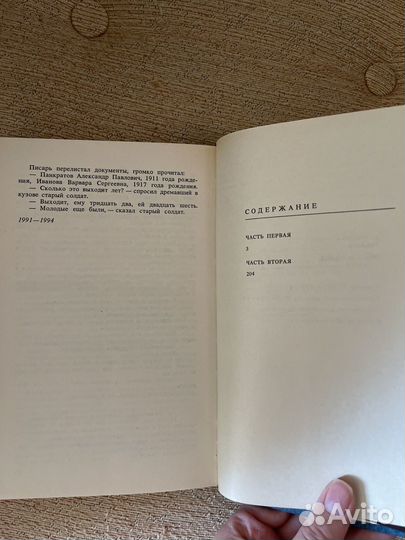 Писарь перелистал документы, громко прочитал:
— Панкратов Александр Павлович, 1911 года рожде-
ния, Иванова Варвара Сергеевна, 1917 года рождения.
— Сколько это выходит лет? — спросил дремавший в
кузове старый солдат.
— Выходит, ему тридцать два, ей двадцать шесть.
— Молодые еще были, — сказал старый солдат.
1991—1994
СОДЕРЖАНИЕ
ЧАСТЬ ПЕРВАЯ
3
ЧАСТЬ ВТОРАЯ
204
Avito